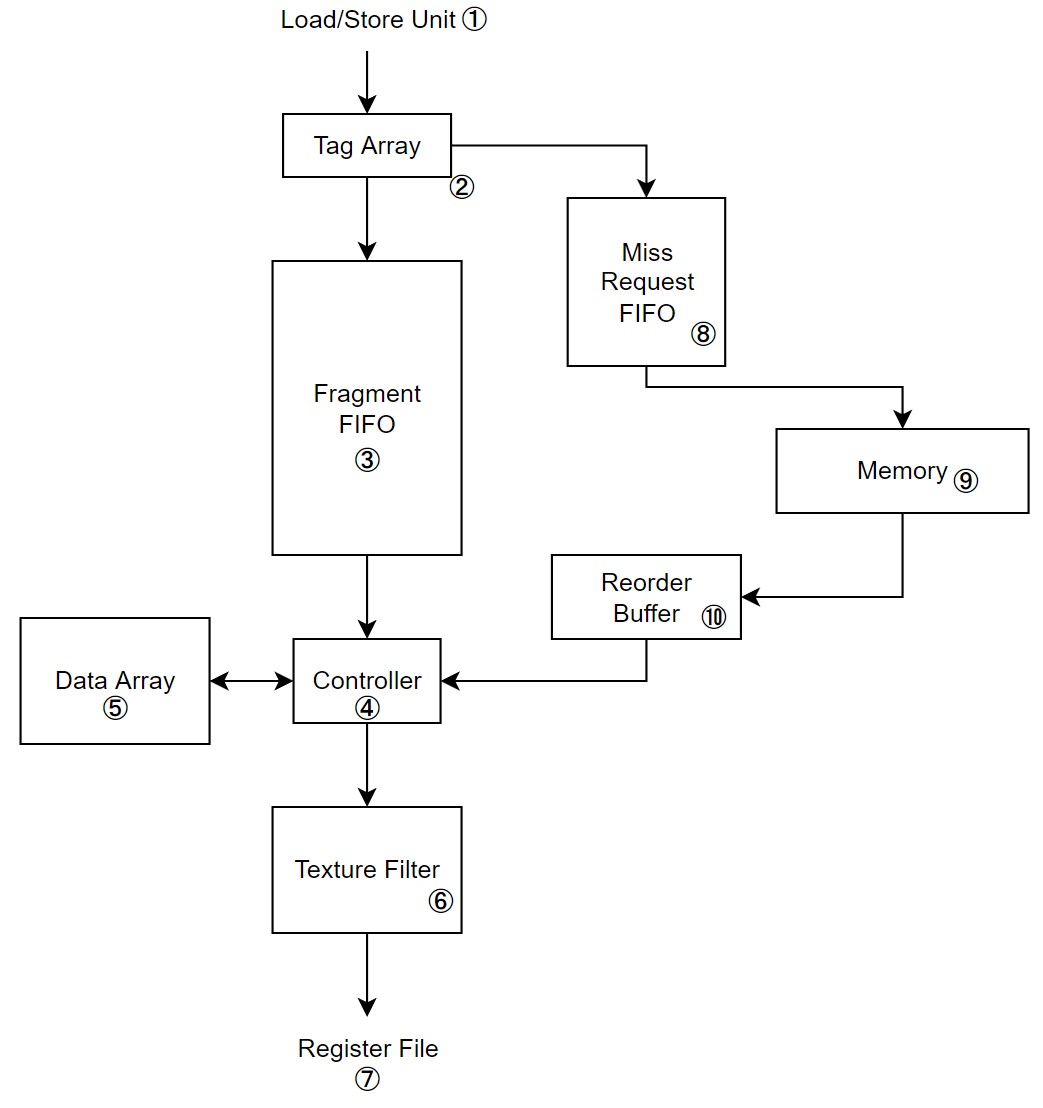 Load/Store Unit ①
Tag Array
②
Miss
Request
FIFO
⑧
Fragment
FIFO
③
Memory
⑨
Reorder
Buffer
⑩
Data Array
⑤
Controller
④
Texture Filter
⑥
Register File
⑦